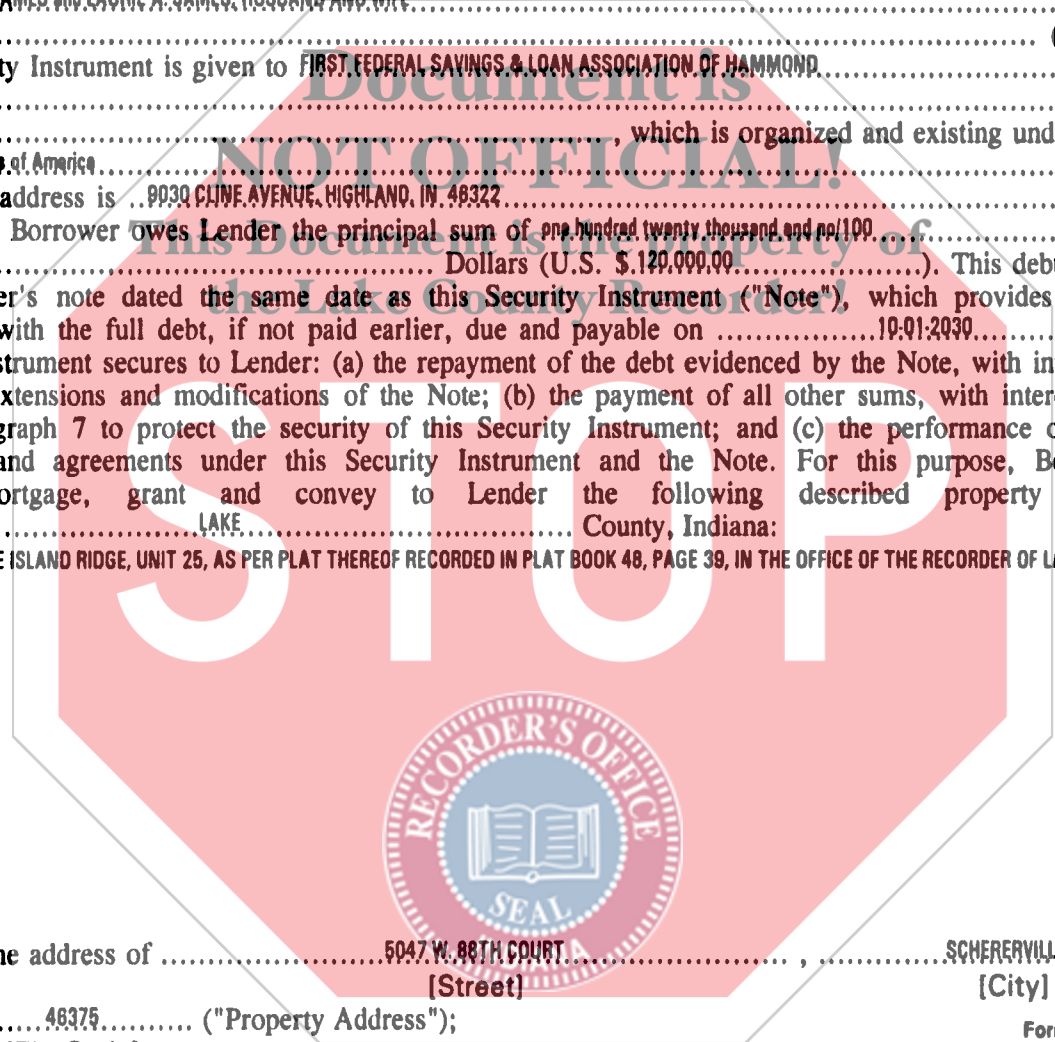 and LAURIE A. JAMES, HUSBAND AND WIFE
ty Instrument is given to FIRST FEDERAL SAVINGS & LOAN ASSOCIATION OF HAMMOND
Document is
, which is organized and existing und
of America
NOT OFFICIAL!
address is 9030 CLINE AVENUE, HIGHLAND, IN 46322
Borrower owes Lender the principal sum of one hundred twenty thousand and no/100
This Document is the property of
Dollars (U.S. $ 120,000.00 ). This deb
er's note dated the same date as this Security Instrument ("Note"), which provides
the Lake County Recorder!
with the full debt, if not paid earlier, due and payable on 10-01-2030
strument secures to Lender: (a) the repayment of the debt evidenced by the Note, with in
xtensions and modifications of the Note; (b) the payment of all other sums, with inter
graph 7 to protect the security of this Security Instrument; and (c) the performance o
and agreements under this Security Instrument and the Note. For this purpose, B
ortgage, grant and convey to Lender the following described property
LAKE County, Indiana:
E ISLAND RIDGE, UNIT 25, AS PER PLAT THEREOF RECORDED IN PLAT BOOK 48, PAGE 39, IN THE OFFICE OF THE RECORDER OF L
STOP
RECORDER'S OFFICE
SEAL
INDIANA
ne address of 5047 W. 88TH COURT , SCHERERVILL
[Street] [City]
46375 ("Property Address");
For